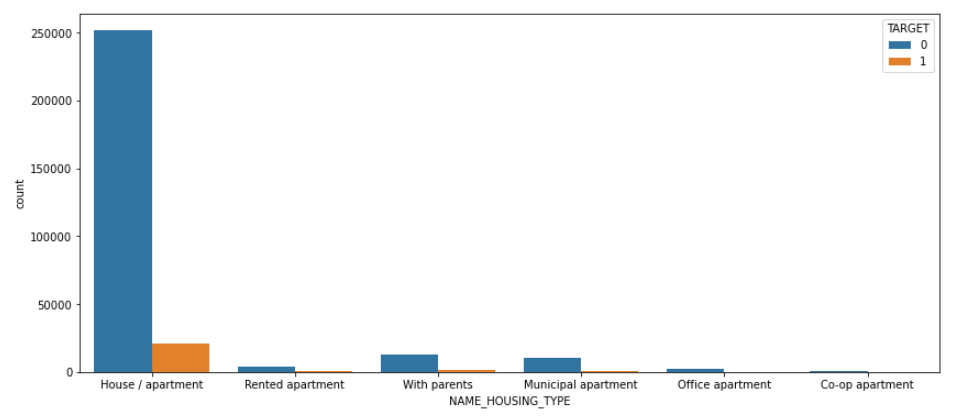 TARGET
0
1
250000
200000
150000
100000
50000
0
count
House / apartment Rented apartment With parents Municipal apartment Office apartment Co-op apartment
NAME_HOUSING_TYPE